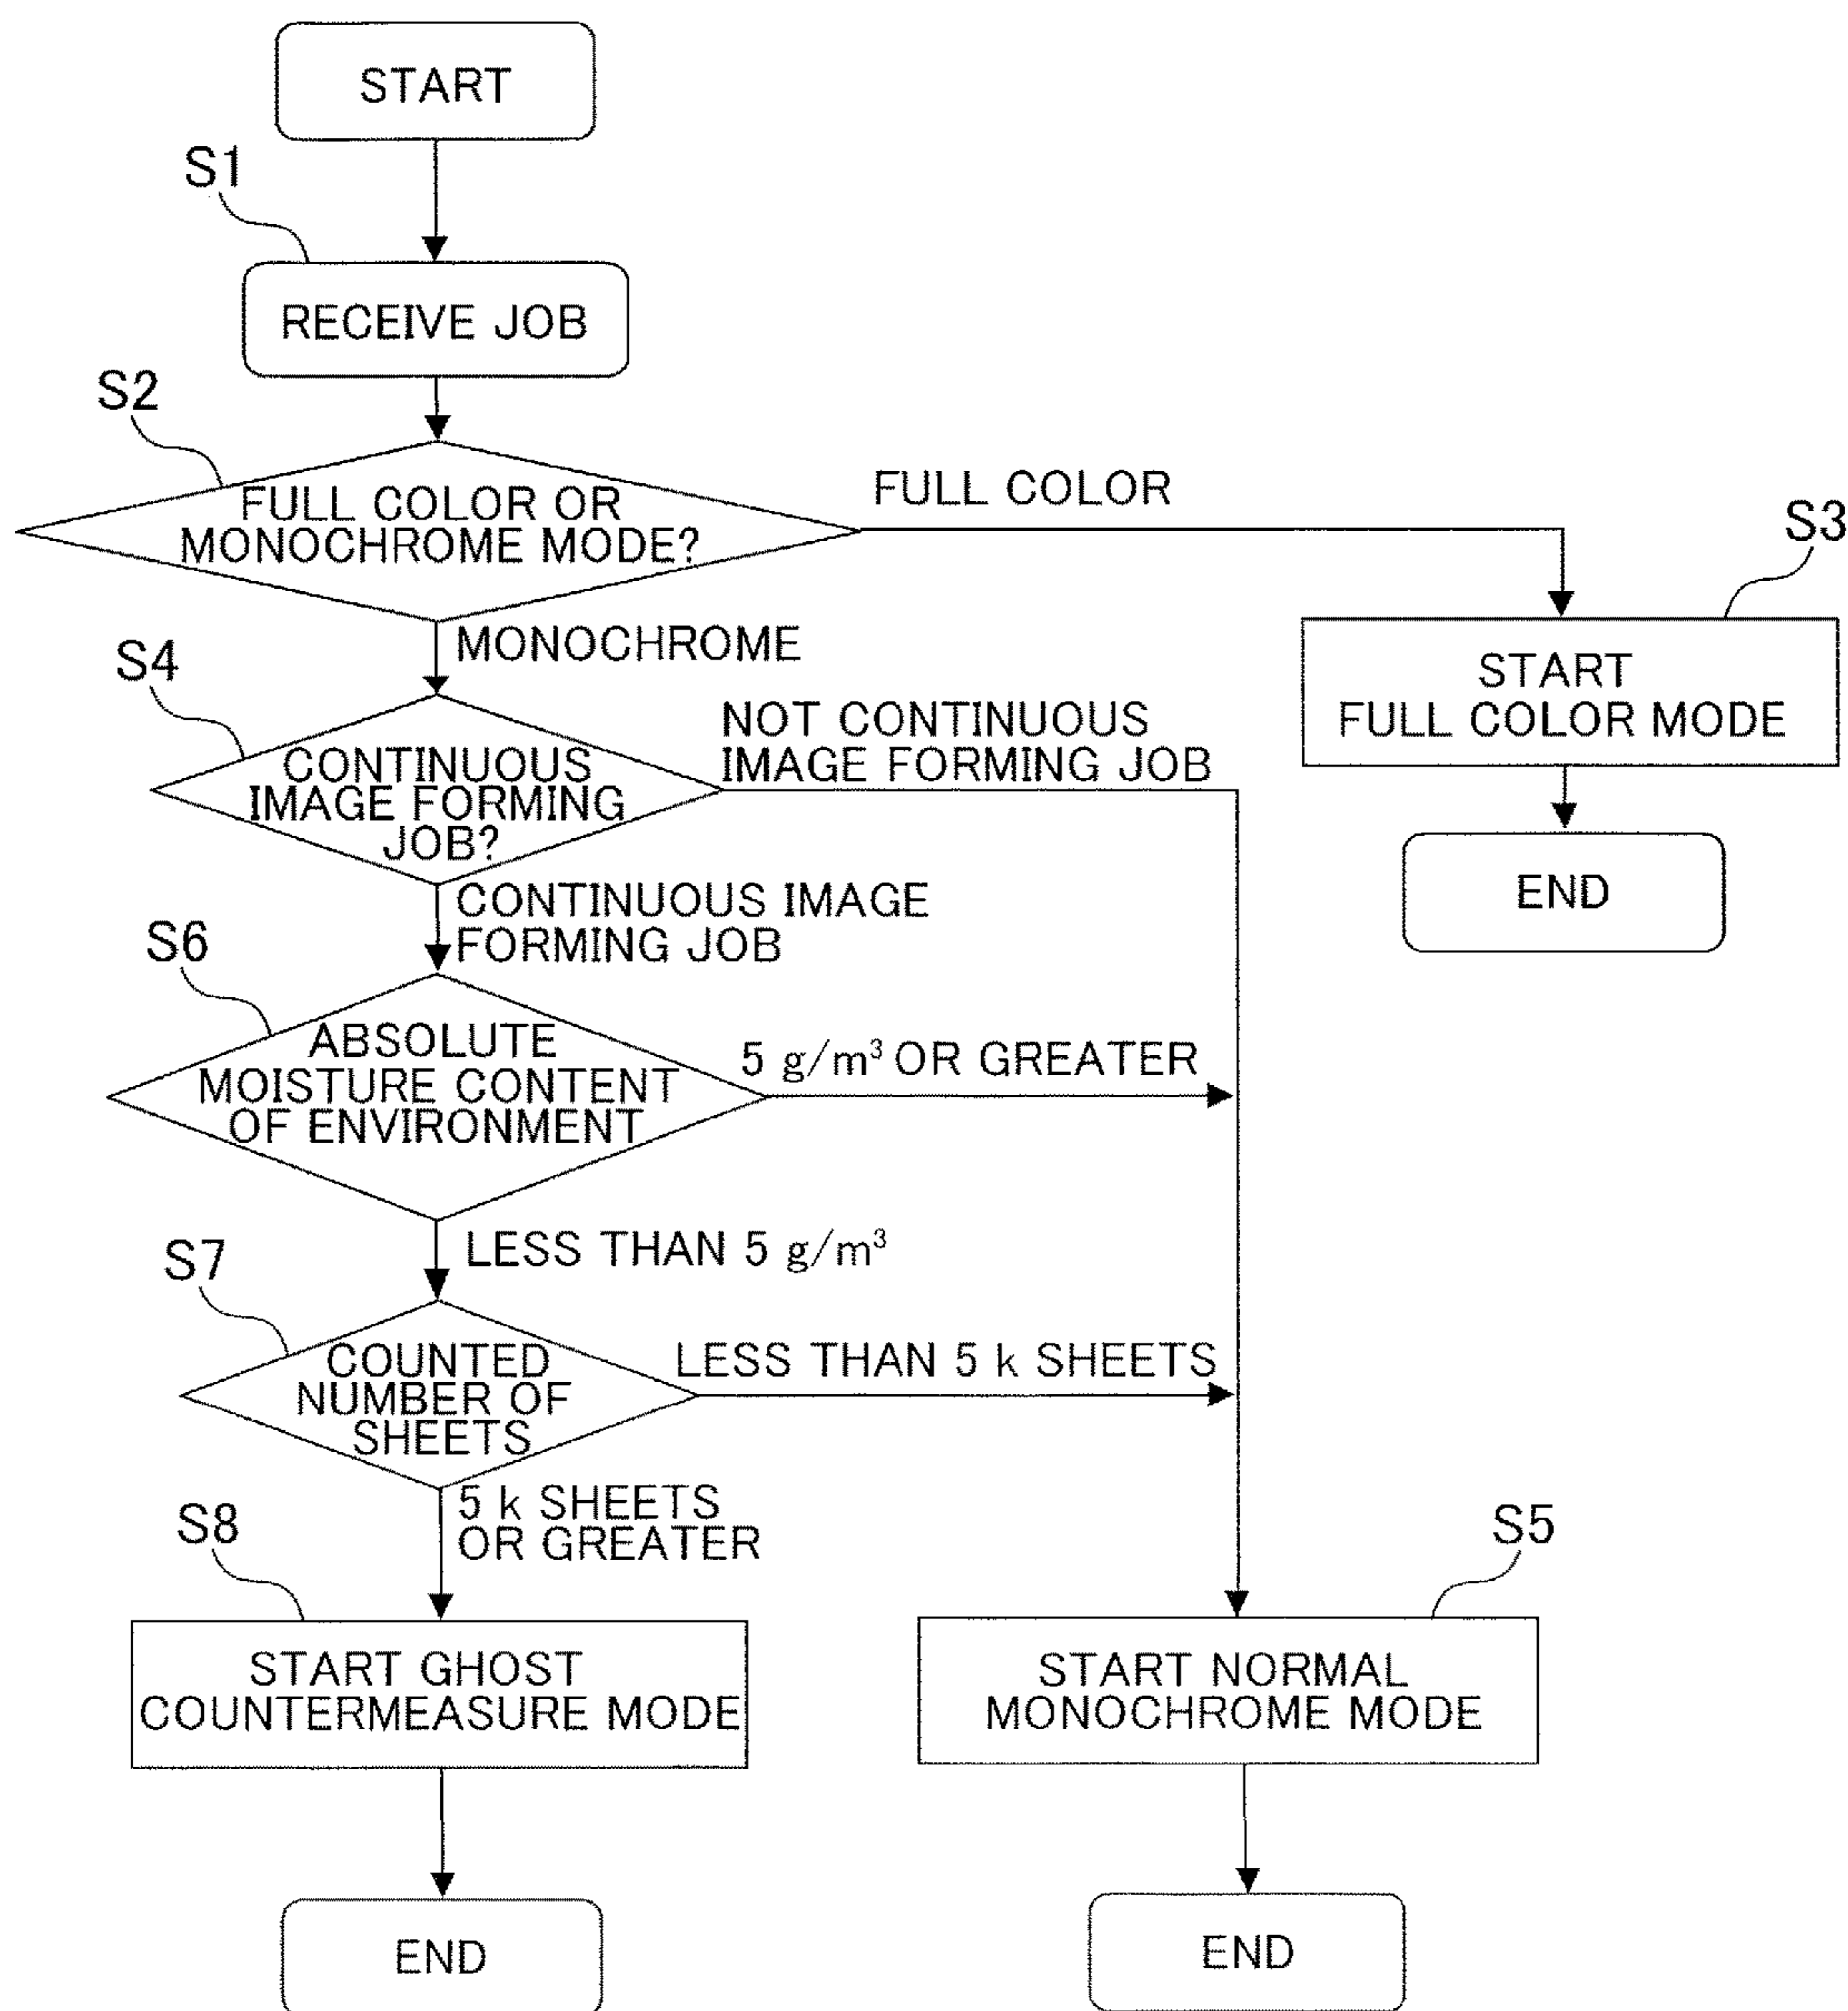 START
S1
RECEIVE JOB
S2
FULL COLOR OR
MONOCHROME MODE?
FULL COLOR
S3
START
FULL COLOR MODE
END
MONOCHROME
S4
CONTINUOUS
IMAGE FORMING
JOB?
NOT CONTINUOUS
IMAGE FORMING JOB
CONTINUOUS IMAGE
FORMING JOB
S6
ABSOLUTE
MOISTURE CONTENT
OF ENVIRONMENT
5 g/m³ OR GREATER
LESS THAN 5 g/m³
S7
COUNTED
NUMBER OF
SHEETS
LESS THAN 5 k SHEETS
5 k SHEETS
OR GREATER
S8
START GHOST
COUNTERMEASURE MODE
END
S5
START NORMAL
MONOCHROME MODE
END